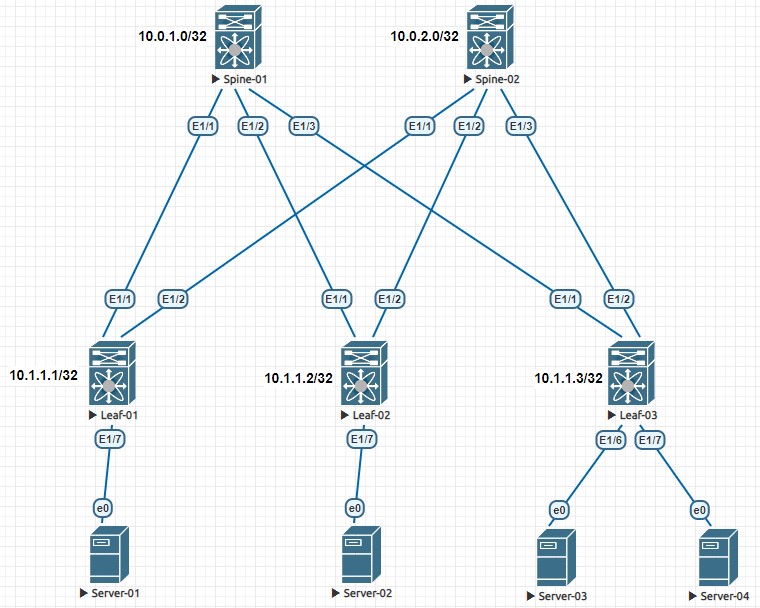 10.0.1.0/32
10.0.2.0/32
Spine-01
Spine-02
E1/1
E1/2
E1/3
E1/1
E1/2
E1/3
E1/1
E1/2
E1/1
E1/2
E1/1
E1/2
10.1.1.1/32
10.1.1.2/32
10.1.1.3/32
Leaf-01
Leaf-02
Leaf-03
E1/7
E1/7
E1/6
E1/7
e0
e0
e0
e0
Server-01
Server-02
Server-03
Server-04